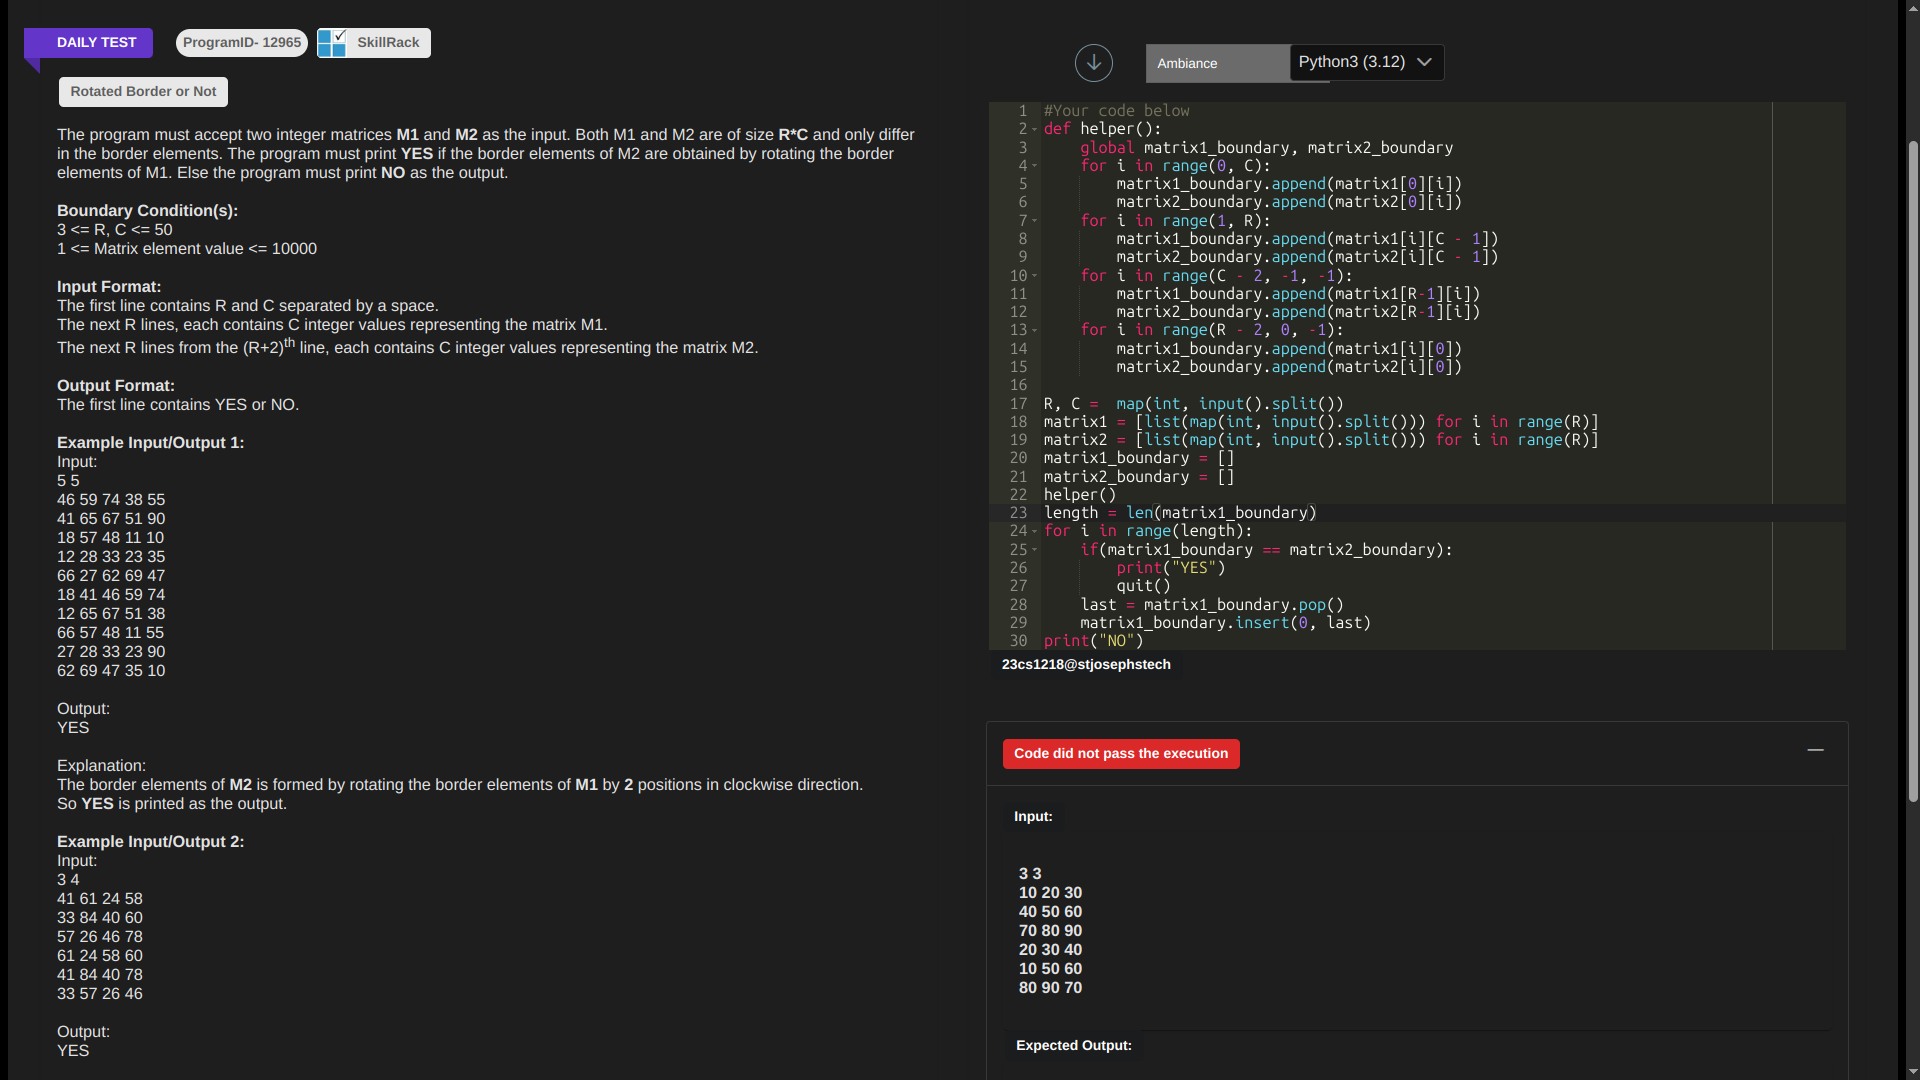 DAILY TEST
ProgramID- 12965
SkillRack
Rotated Border or Not
The program must accept two integer matrices M1 and M2 as the input. Both M1 and M2 are of size R*C and only differ
in the border elements. The program must print YES if the border elements of M2 are obtained by rotating the border
elements of M1. Else the program must print NO as the output.
Boundary Condition(s):
3 <= R, C <= 50
1 <= Matrix element value <= 10000
Input Format:
The first line contains R and C separated by a space.
The next R lines, each contains C integer values representing the matrix M1.
The next R lines from the (R+2)th line, each contains C integer values representing the matrix M2.
Output Format:
The first line contains YES or NO.
Example Input/Output 1:
Input:
5 5
46 59 74 38 55
41 65 67 51 90
18 57 48 11 10
12 28 33 23 35
66 27 62 69 47
18 41 46 59 74
12 65 67 51 38
66 57 48 11 55
27 28 33 23 90
62 69 47 35 10
Output:
YES
Explanation:
The border elements of M2 is formed by rotating the border elements of M1 by 2 positions in clockwise direction.
So YES is printed as the output.
Example Input/Output 2:
Input:
3 4
41 61 24 58
33 84 40 60
57 26 46 78
61 24 58 60
41 84 40 78
33 57 26 46
Output:
YES
Ambiance
Python3 (3.12)
1 #Your code below
2 def helper():
3     global matrix1_boundary, matrix2_boundary
4     for i in range(0, C):
5         matrix1_boundary.append(matrix1[0][i])
6         matrix2_boundary.append(matrix2[0][i])
7     for i in range(1, R):
8         matrix1_boundary.append(matrix1[i][C - 1])
9         matrix2_boundary.append(matrix2[i][C - 1])
10     for i in range(C - 2, -1, -1):
11         matrix1_boundary.append(matrix1[R-1][i])
12         matrix2_boundary.append(matrix2[R-1][i])
13     for i in range(R - 2, 0, -1):
14         matrix1_boundary.append(matrix1[i][0])
15         matrix2_boundary.append(matrix2[i][0])
16
17 R, C =  map(int, input().split())
18 matrix1 = [list(map(int, input().split())) for i in range(R)]
19 matrix2 = [list(map(int, input().split())) for i in range(R)]
20 matrix1_boundary = []
21 matrix2_boundary = []
22 helper()
23 length = len(matrix1_boundary)
24 for i in range(length):
25     if(matrix1_boundary == matrix2_boundary):
26         print("YES")
27         quit()
28     last = matrix1_boundary.pop()
29     matrix1_boundary.insert(0, last)
30 print("NO")
23cs1218@stjosephstech
Code did not pass the execution
Input:
3 3
10 20 30
40 50 60
70 80 90
20 30 40
10 50 60
80 90 70
Expected Output: